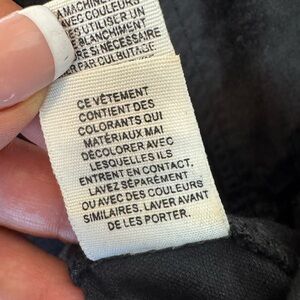 A MACHINE
AVEC COULEURS
UTILISER UN
BLANCHIMENT
RE SI NÉCESSAIRE
R PAR CULBUTAGE
CE VÊTEMENT
CONTIENT DES
COLORANTS QUI
MATÉRIAUX MAI
DÉCOLORER AVEC
LESQUELLES ILS
ENTRENT EN CONTACT.
LAVEZ SÉPARÉMENT
OU AVEC DES COULEURS
SIMILAIRES. LAVER AVANT
DE LES PORTER.